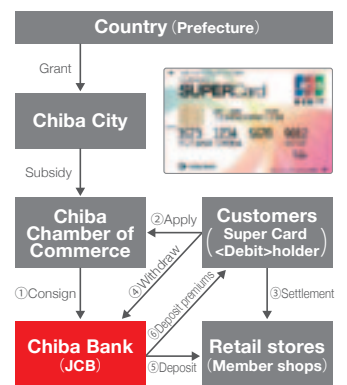 Country (Prefecture)
Grant
SUPERCard
JCB
Chiba City
Subsidy
Chiba
Chamber of
Commerce
②Apply
Customers
(Super Card
<Debit>holder)
①Consign
④Withdraw
⑥Deposit premiums
③Settlement
Chiba Bank
(JCB)
⑤Deposit
Retail stores
(Member shops)